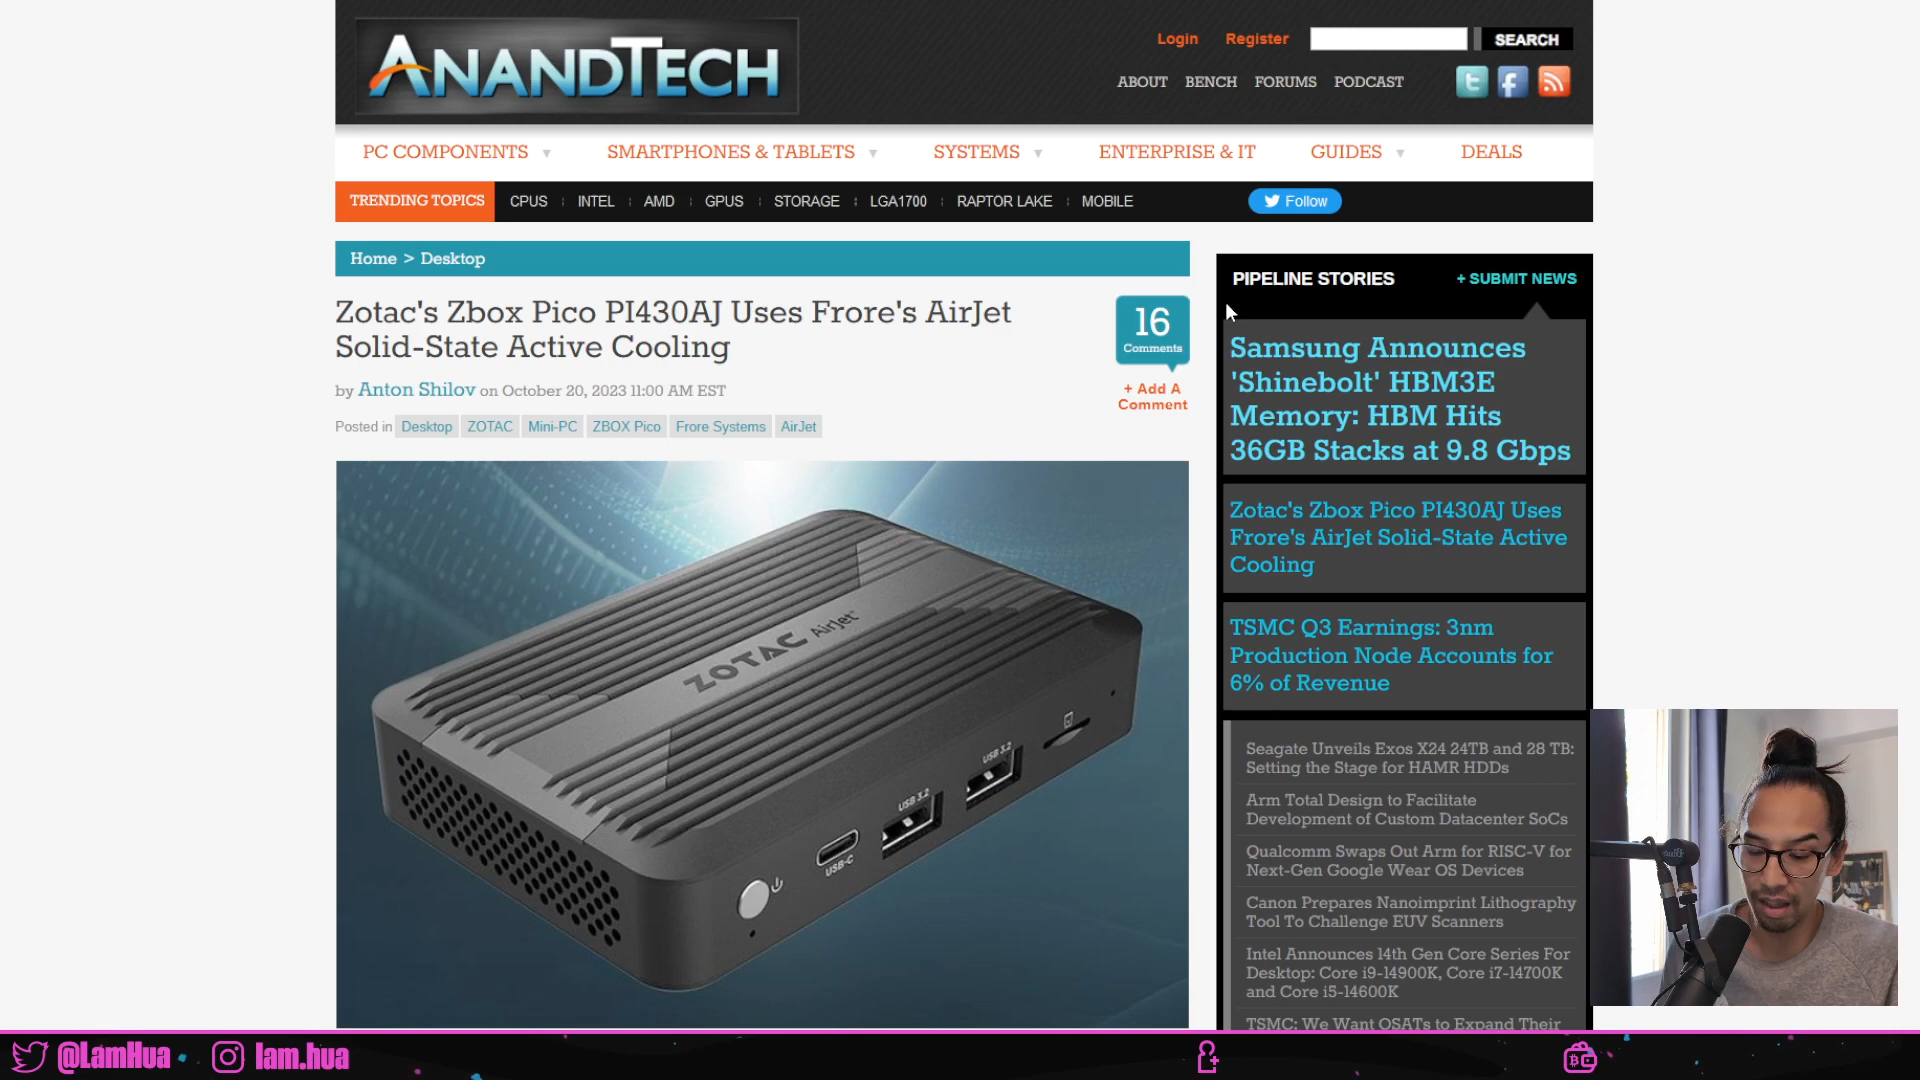 ANANDTECH
Login Register SEARCH
ABOUT BENCH FORUMS PODCAST
PC COMPONENTS SMARTPHONES & TABLETS SYSTEMS ENTERPRISE & IT GUIDES DEALS
TRENDING TOPICS CPUS INTEL AMD GPUS STORAGE LGA1700 RAPTOR LAKE MOBILE Follow
Home > Desktop
Zotac's Zbox Pico PI430AJ Uses Frore's AirJet
Solid-State Active Cooling
by Anton Shilov on October 20, 2023 11:00 AM EST
Posted in Desktop ZOTAC Mini-PC ZBOX Pico Frore Systems AirJet
16
Comments
+ Add A
Comment
ZOTAC AirJet
USB-C
USB 3.2
USB 3.2
PIPELINE STORIES + SUBMIT NEWS
Samsung Announces
'Shinebolt' HBM3E
Memory: HBM Hits
36GB Stacks at 9.8 Gbps
Zotac's Zbox Pico PI430AJ Uses
Frore's AirJet Solid-State Active
Cooling
TSMC Q3 Earnings: 3nm
Production Node Accounts for
6% of Revenue
Seagate Unveils Exos X24 24TB and 28 TB:
Setting the Stage for HAMR HDDs
Arm Total Design to Facilitate
Development of Custom Datacenter SoCs
Qualcomm Swaps Out Arm for RISC-V for
Next-Gen Google Wear OS Devices
Canon Prepares Nanoimprint Lithography
Tool To Challenge EUV Scanners
Intel Announces 14th Gen Core Series For
Desktop: Core i9-14900K, Core i7-14700K
and Core i5-14600K
TSMC: We Want OSATs to Expand Their
@LamHua lam.hua